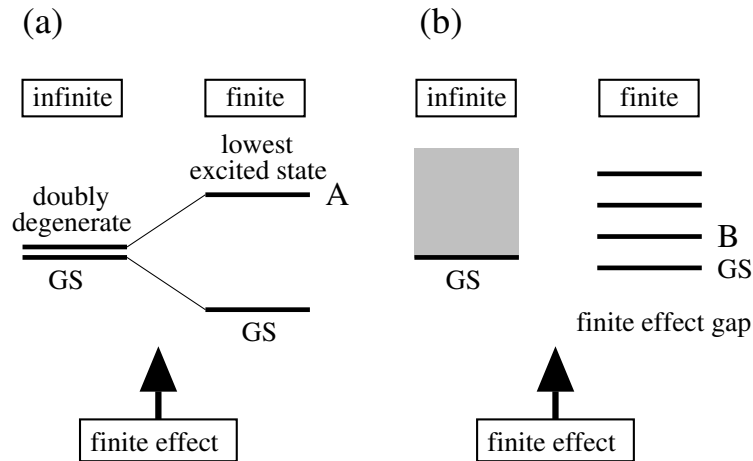 (a)
infinite
finite
lowest
excited state
A
doubly
degenerate
GS
GS
finite effect
(b)
infinite
finite
B
GS
GS
finite effect gap
finite effect